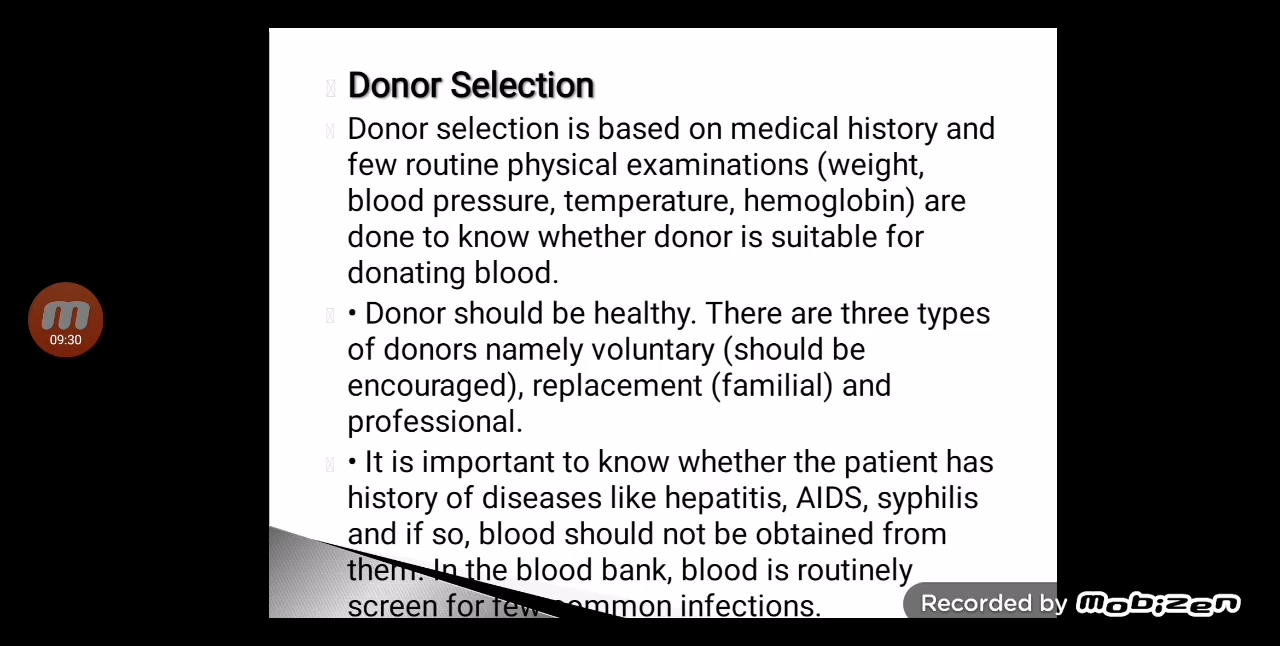 Donor Selection
Donor selection is based on medical history and
few routine physical examinations (weight,
blood pressure, temperature, hemoglobin) are
done to know whether donor is suitable for
donating blood.
• Donor should be healthy. There are three types
of donors namely voluntary (should be
encouraged), replacement (familial) and
professional.
• It is important to know whether the patient has
history of diseases like hepatitis, AIDS, syphilis
and if so, blood should not be obtained from
them. In the blood bank, blood is routinely
screen for few common infections.
09:30
Recorded by mobizen